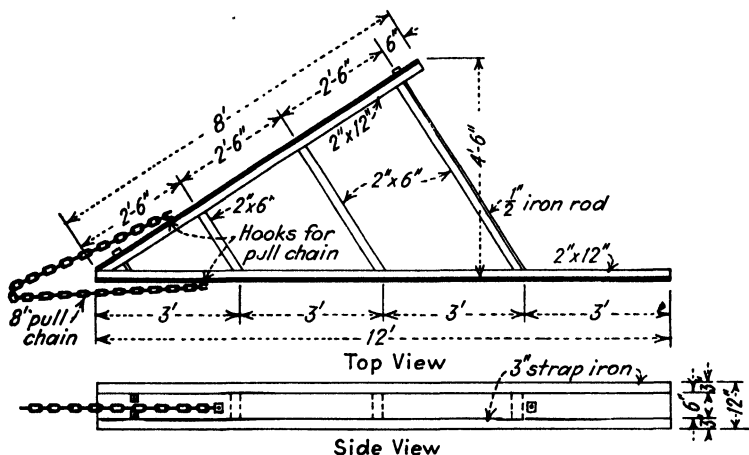 8'
2'-6"
2'-6"
2'-6"
6"
2"x12"
4'-6"
2"x6"
2"x6"
1/2" iron rod
Hooks for
pull chain
2"x12"
8' pull
chain
3'
3'
3'
3'
12'
Top View
3" strap iron
3"
6"
3"
12"
Side View